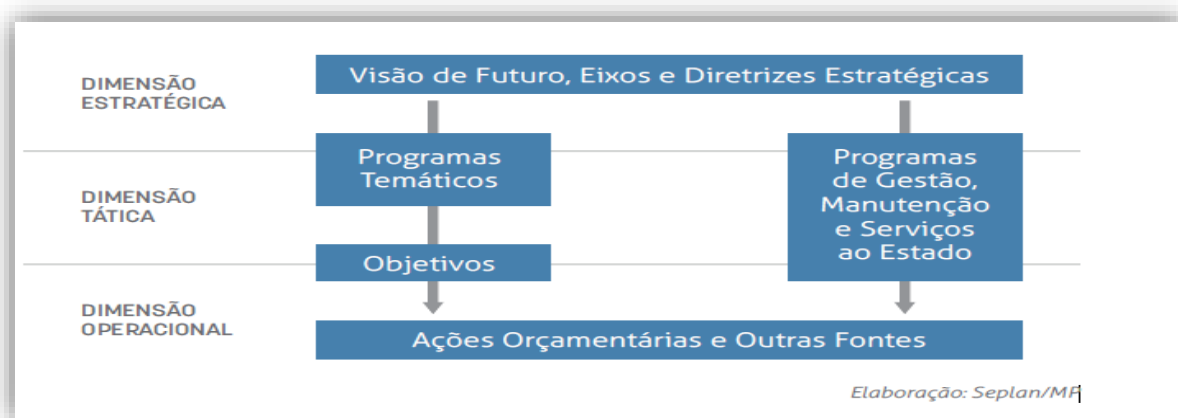 DIMENSÃO
ESTRATÉGICA
Visão de Futuro, Eixos e Diretrizes Estratégicas
DIMENSÃO
TÁTICA
Programas
Temáticos
Objetivos
Programas
de Gestão,
Manutenção
e Serviços
ao Estado
DIMENSÃO
OPERACIONAL
Ações Orçamentárias e Outras Fontes
Elaboração: Seplan/MP